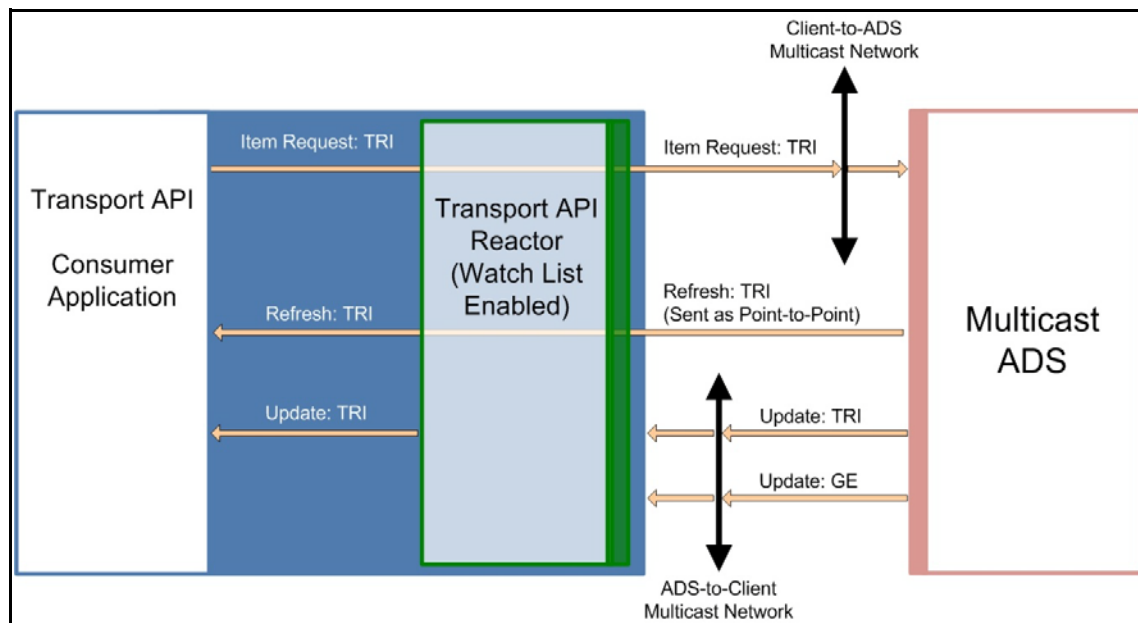 Client-to-ADS
Multicast Network
Item Request: TRI
Item Request: TRI
Transport API
Consumer
Application
Transport API
Reactor
(Watch List
Enabled)
Refresh: TRI
Refresh: TRI
(Sent as Point-to-Point)
Multicast
ADS
Update: TRI
Update: TRI
Update: GE
ADS-to-Client
Multicast Network